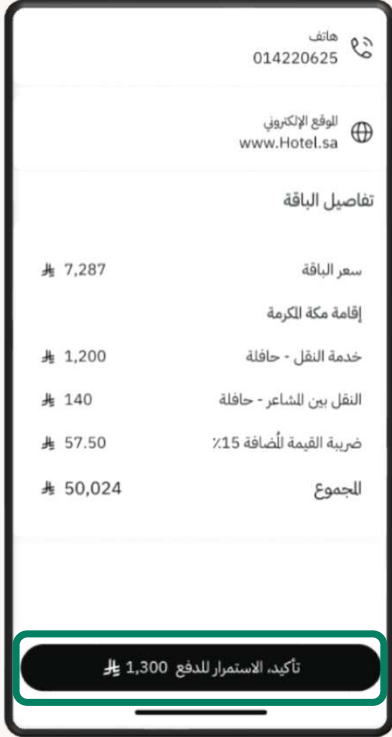 هاتف
014220625
الموقع الإلكتروني
www.Hotel.sa
تفاصيل الباقة
سعر الباقة 7,287 ⃁
إقامة مكة المكرمة
خدمة النقل - حافلة 1,200 ⃁
النقل بين المشاعر - حافلة 140 ⃁
ضريبة القيمة المُضافة 15٪ 57.50 ⃁
المجموع 50,024 ⃁
تأكيد، الاستمرار للدفع 1,300 ⃁